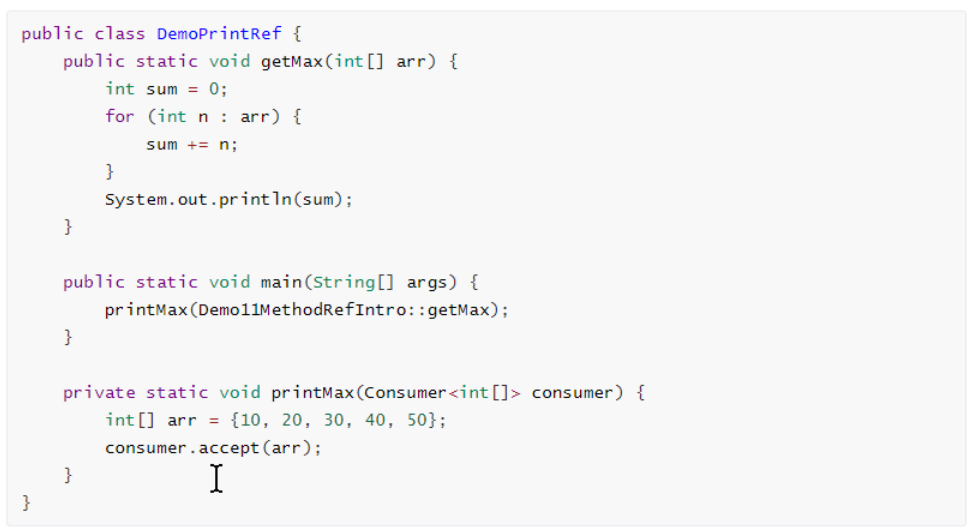 public class DemoPrintRef {
    public static void getMax(int[] arr) {
        int sum = 0;
        for (int n : arr) {
            sum += n;
        }
        System.out.println(sum);
    }

    public static void main(String[] args) {
        printMax(Demo11MethodRefIntro::getMax);
    }

    private static void printMax(Consumer<int[]> consumer) {
        int[] arr = {10, 20, 30, 40, 50};
        consumer.accept(arr);
    }
}